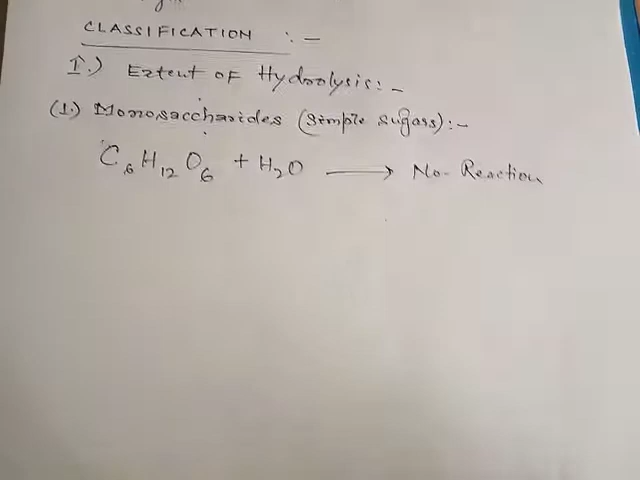 CLASSIFICATION :-
I.) Extent of Hydrolysis:-
(1.) Monosaccharides (Simple Sugars):-
C6H12O6 + H2O ⟶ No-Reaction